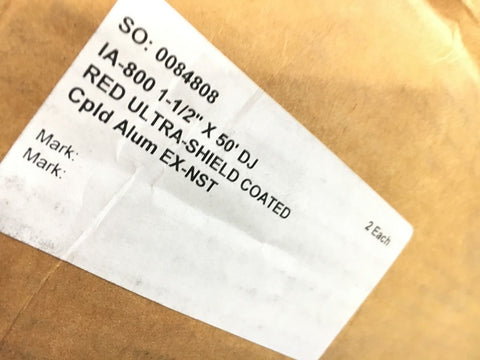 SO: 0084808
IA-800 1-1/2" X 50' DJ
RED ULTRA-SHIELD COATED
Cpld Alum EX-NST
2 Each
Mark:
Mark: